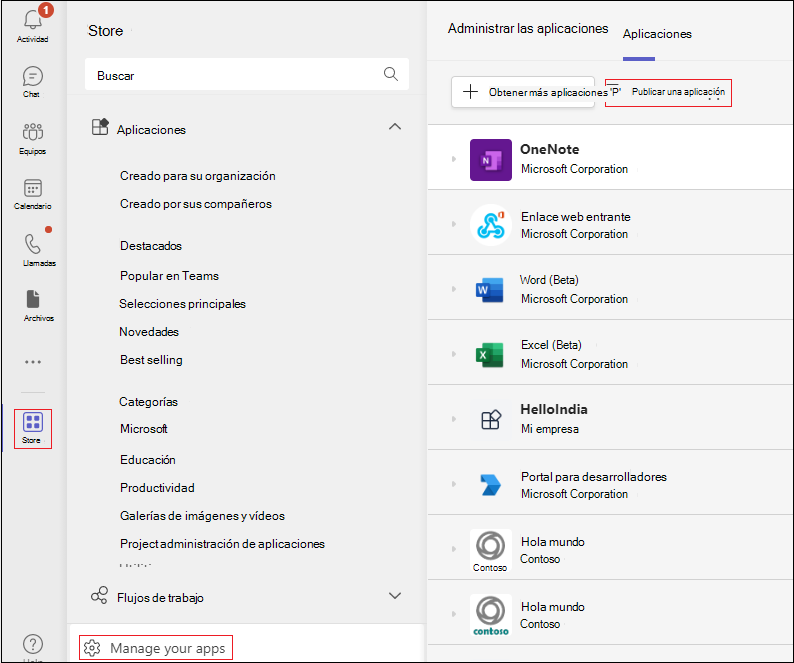 1
Actividad
Chat
Equipos
Calendario
Llamadas
Archivos
Store
Store
Buscar
Aplicaciones
Creado para su organización
Creado por sus compañeros
Destacados
Popular en Teams
Selecciones principales
Novedades
Best selling
Categorías
Microsoft
Educación
Productividad
Galerías de imágenes y vídeos
Project administración de aplicaciones
Flujos de trabajo
Manage your apps
Administrar las aplicaciones
Aplicaciones
Obtener más aplicaciones 'P'
Publicar una aplicación
N
OneNote
Microsoft Corporation
Enlace web entrante
Microsoft Corporation
W
Word (Beta)
Microsoft Corporation
X
Excel (Beta)
Microsoft Corporation
HelloIndia
Mi empresa
Portal para desarrolladores
Microsoft Corporation
Contoso
Hola mundo
Contoso
contoso
Hola mundo
Contoso